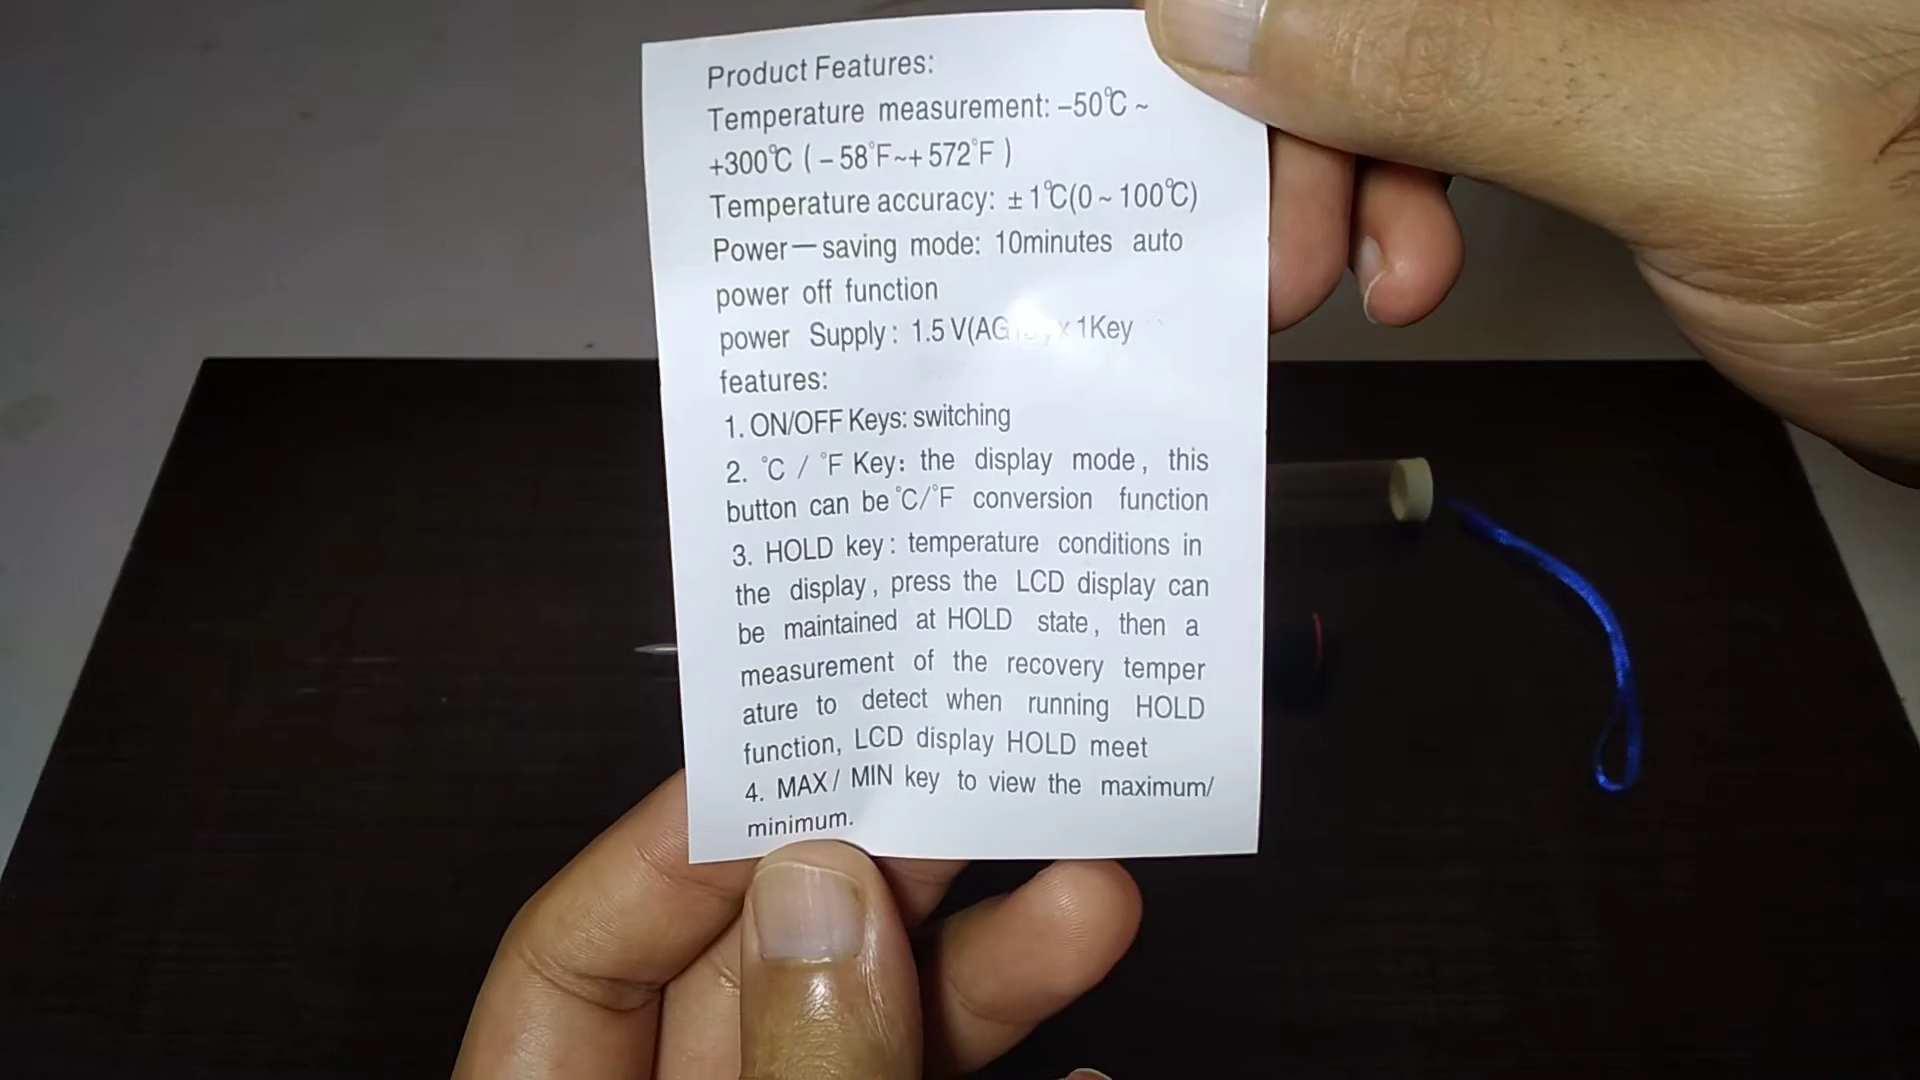 Product Features:
Temperature measurement: –50℃ ~
+300℃ ( – 58°F~+ 572°F )
Temperature accuracy: ± 1℃(0 ~ 100℃)
Power — saving mode: 10minutes auto
power off function
power Supply : 1.5 V(AG x 1Key
features:
1. ON/OFF Keys: switching
2. °C / °F Key: the display mode , this
button can be °C/°F conversion function
3. HOLD key : temperature conditions in
the display , press the LCD display can
be maintained at HOLD state , then a
measurement of the recovery temper
ature to detect when running HOLD
function, LCD display HOLD meet
4. MAX / MIN key to view the maximum/
minimum.